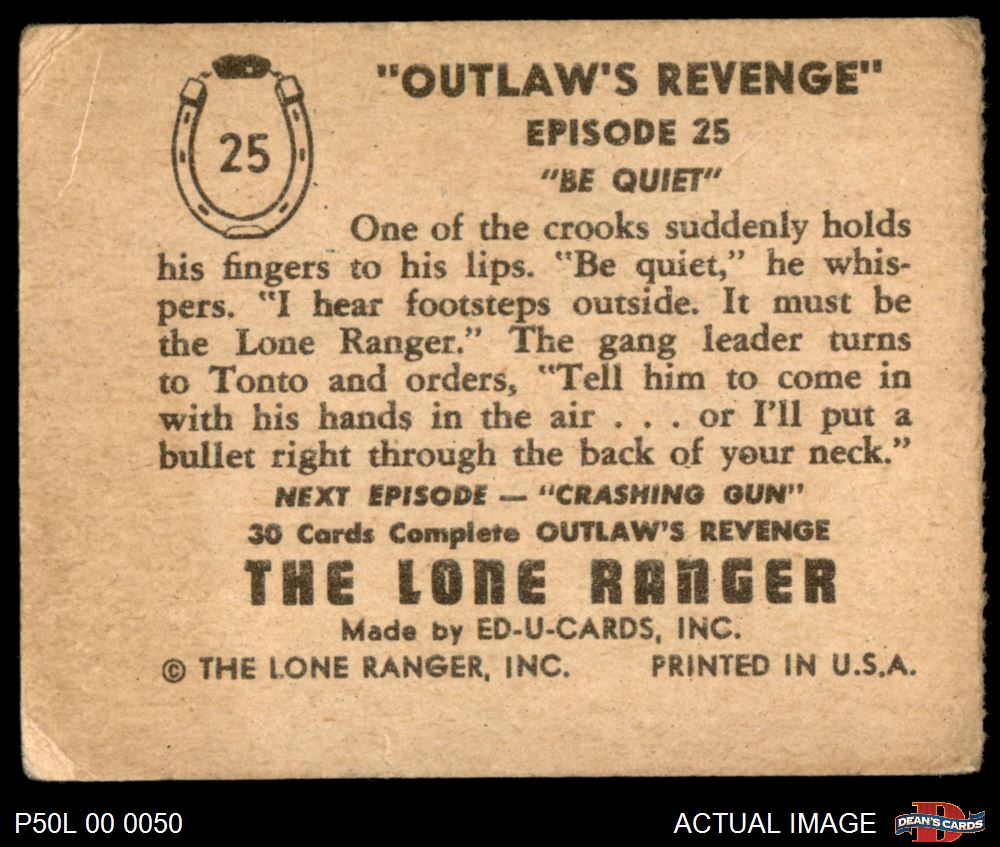 25
"OUTLAW'S REVENGE"
EPISODE 25
"BE QUIET"
One of the crooks suddenly holds
his fingers to his lips. "Be quiet," he whis-
pers. "I hear footsteps outside. It must be
the Lone Ranger." The gang leader turns
to Tonto and orders, "Tell him to come in
with his hands in the air . . . or I'll put a
bullet right through the back of your neck."
NEXT EPISODE — "CRASHING GUN"
30 Cards Complete OUTLAW'S REVENGE
THE LONE RANGER
Made by ED-U-CARDS, INC.
© THE LONE RANGER, INC. PRINTED IN U.S.A.
P50L 00 0050
ACTUAL IMAGE
DEAN'S CARDS